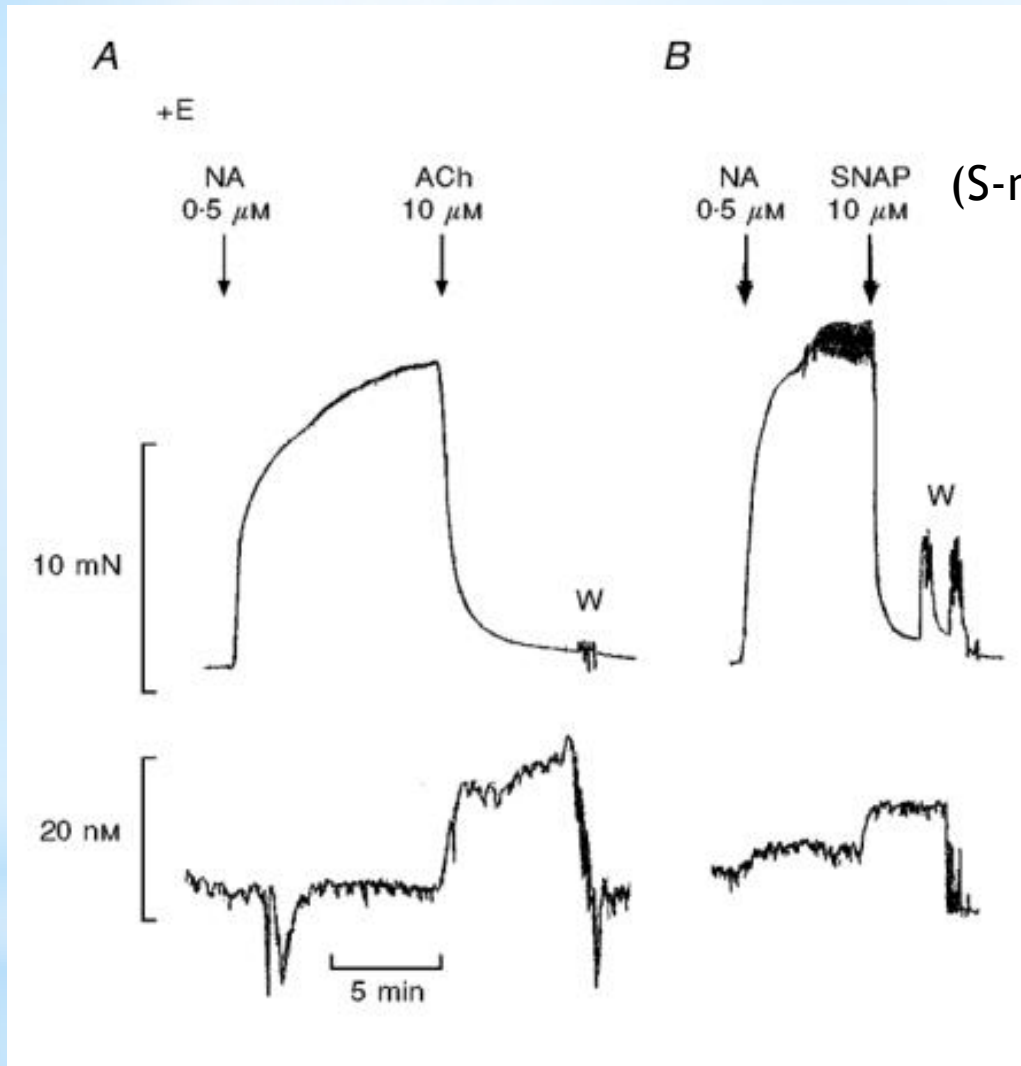 A
B
+E
NA
0·5 μM
ACh
10 μM
NA
0·5 μM
SNAP
10 μM
(S-n
10 mN
W
W
20 nM
5 min